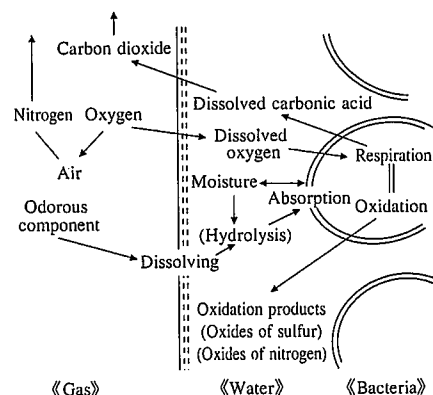 Carbon dioxide
Dissolved carbonic acid
Nitrogen Oxygen
Dissolved
oxygen
Respiration
Air
Moisture
Absorption
Odorous
component
Oxidation
(Hydrolysis)
Dissolving
Oxidation products
(Oxides of sulfur)
(Oxides of nitrogen)
《Gas》 《Water》 《Bacteria》